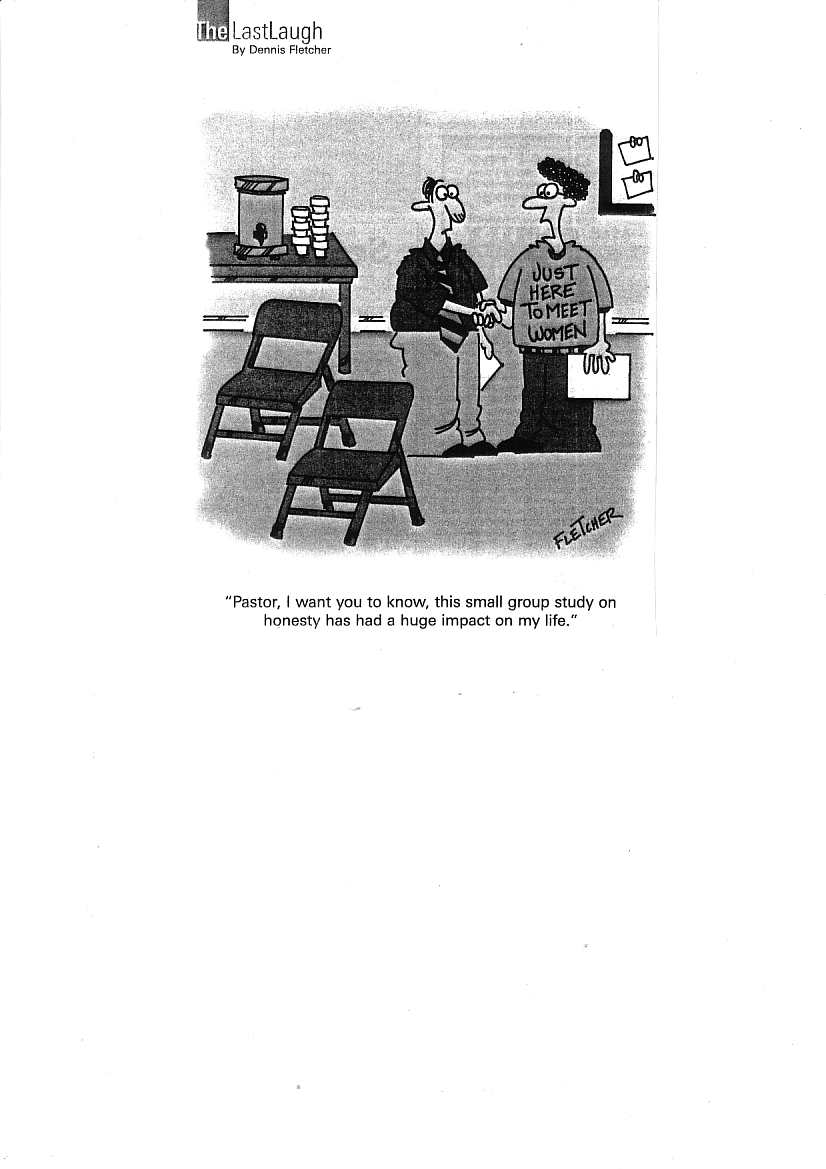 The LastLaugh
By Dennis Fletcher
JUST
HERE
TO MEET
WOMEN
FLETCHER
"Pastor, I want you to know, this small group study on
honesty has had a huge impact on my life."